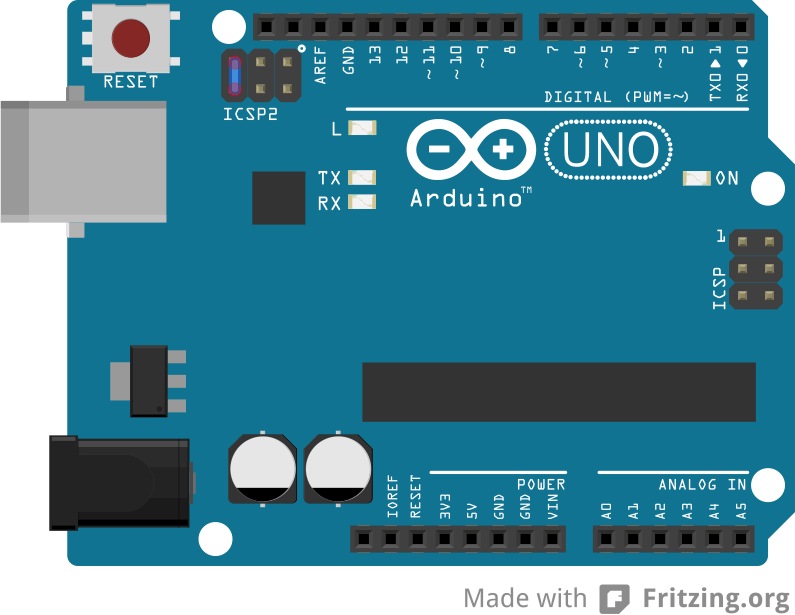 RESET
ICSP2
AREF
GND
13
12
~11
~10
~9
8
7
~6
~5
4
~3
2
TX0▶1
RX0◀0
DIGITAL (PWM=~)
L
TX
RX
Arduino™
UNO
ON
1
ICSP
IOREF
RESET
3V3
5V
GND
GND
VIN
POWER
ANALOG IN
A0
A1
A2
A3
A4
A5
Made with Fritzing.org